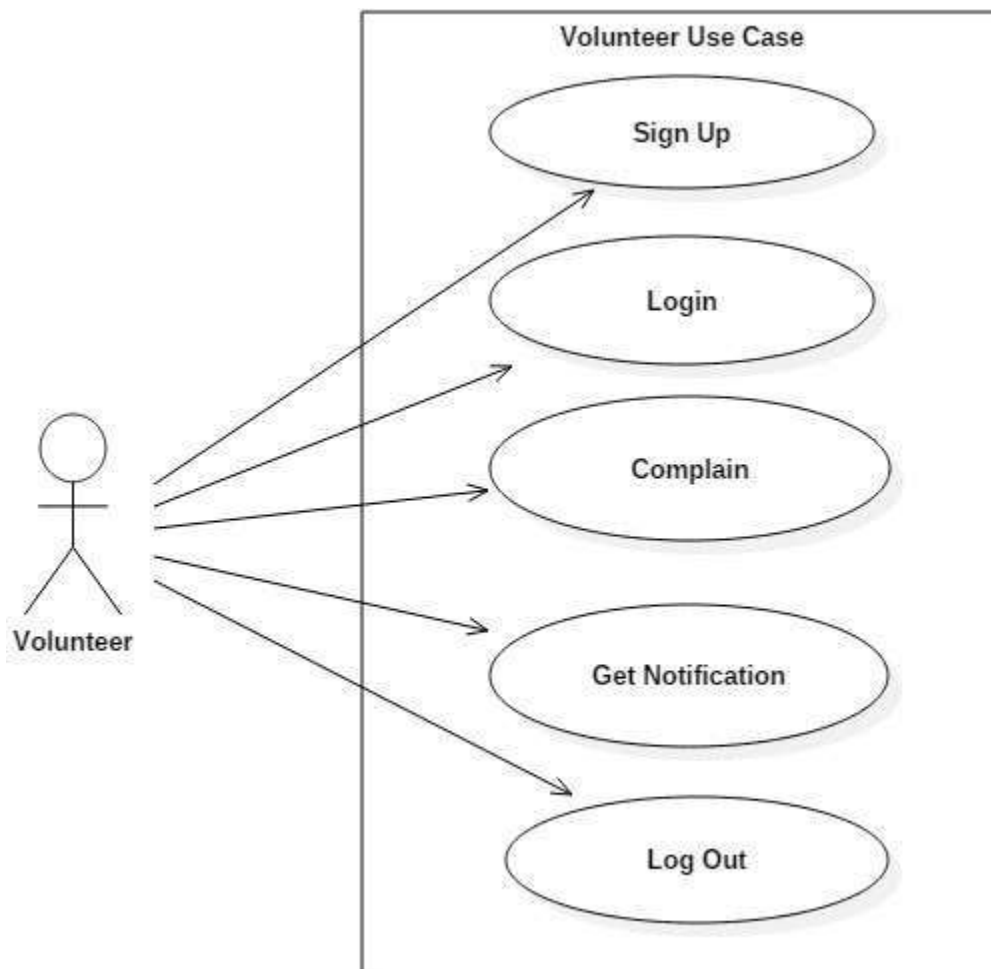 Volunteer Use Case
Sign Up
Login
Complain
Volunteer
Get Notification
Log Out